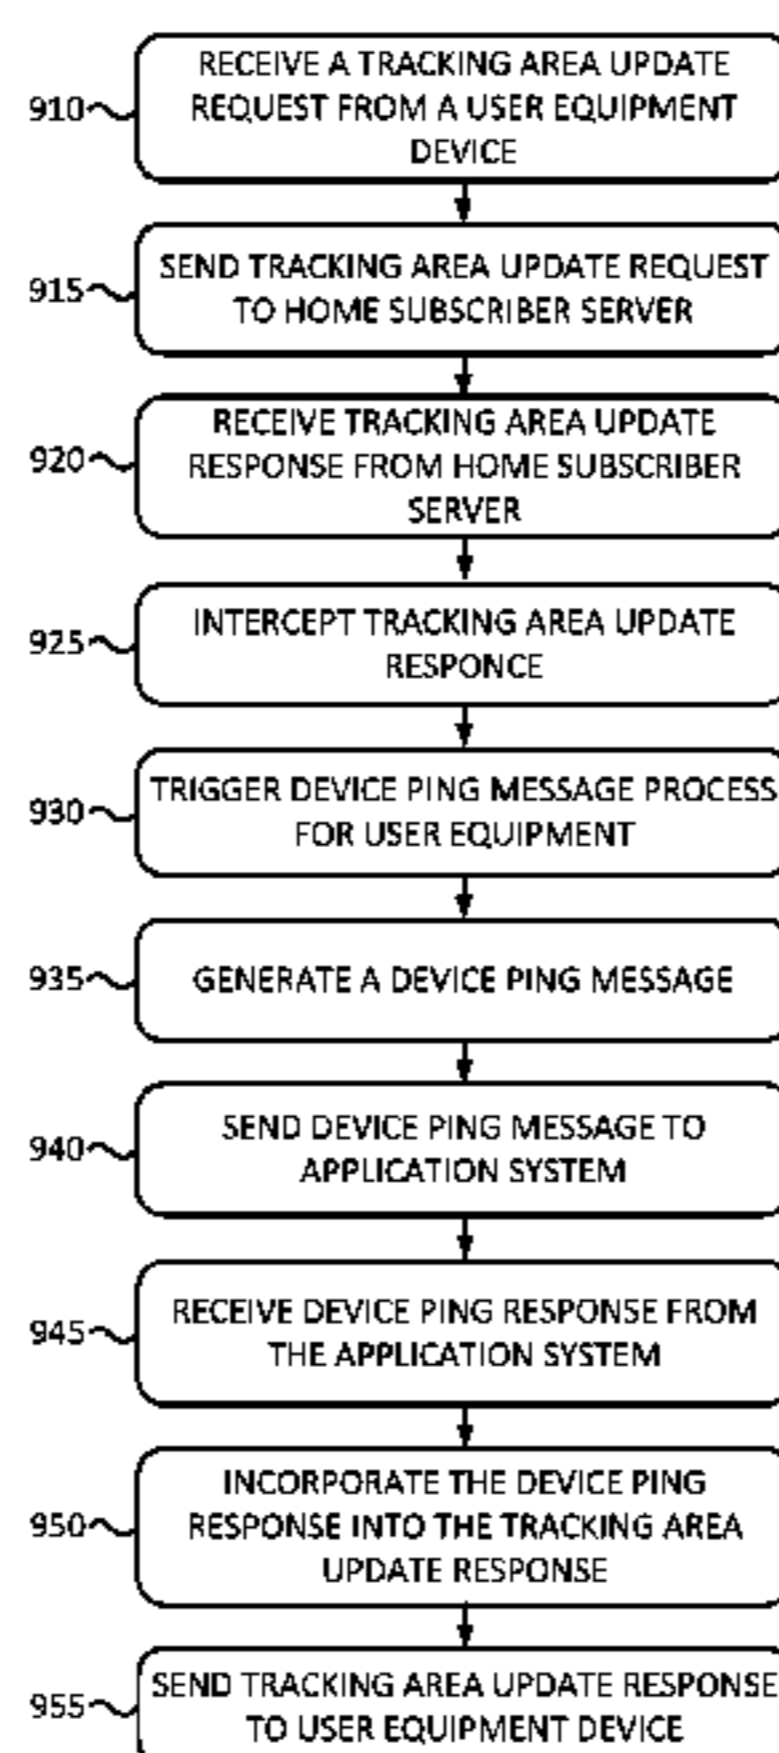 910
RECEIVE A TRACKING AREA UPDATE
REQUEST FROM A USER EQUIPMENT
DEVICE
915
SEND TRACKING AREA UPDATE REQUEST
TO HOME SUBSCRIBER SERVER
920
RECEIVE TRACKING AREA UPDATE
RESPONSE FROM HOME SUBSCRIBER
SERVER
925
INTERCEPT TRACKING AREA UPDATE
RESPONCE
930
TRIGGER DEVICE PING MESSAGE PROCESS
FOR USER EQUIPMENT
935
GENERATE A DEVICE PING MESSAGE
940
SEND DEVICE PING MESSAGE TO
APPLICATION SYSTEM
945
RECEIVE DEVICE PING RESPONSE FROM
THE APPLICATION SYSTEM
950
INCORPORATE THE DEVICE PING
RESPONSE INTO THE TRACKING AREA
UPDATE RESPONSE
955
SEND TRACKING AREA UPDATE RESPONSE
TO USER EQUIPMENT DEVICE